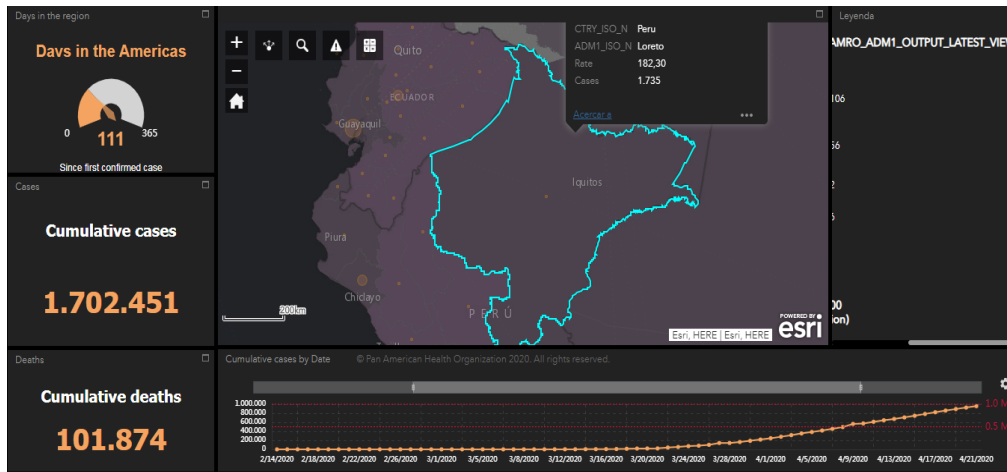 Days in the region
Days in the Americas
0
111
365
Since first confirmed case
Cases
Cumulative cases
1.702.451
Deaths
Cumulative deaths
101.874
CTRY_ISO_N Peru
ADM1_ISO_N Loreto
Rate 182,30
Cases 1.735
Acercar a
Quito
ECUADOR
Guayaquil
Iquitos
Piura
Chiclayo
PERÚ
200km
Esri, HERE | Esri, HERE
POWERED BY
esri
Leyenda
AMRO_ADM1_OUTPUT_LATEST_VIEW
Cumulative cases by Date
© Pan American Health Organization 2020. All rights reserved.
1.000.000
800.000
600.000
400.000
200.000
0
1.0 M
0.5 M
2/14/2020 2/18/2020 2/22/2020 2/26/2020 3/1/2020 3/5/2020 3/8/2020 3/12/2020 3/16/2020 3/20/2020 3/24/2020 3/28/2020 4/1/2020 4/5/2020 4/9/2020 4/13/2020 4/17/2020 4/21/2020